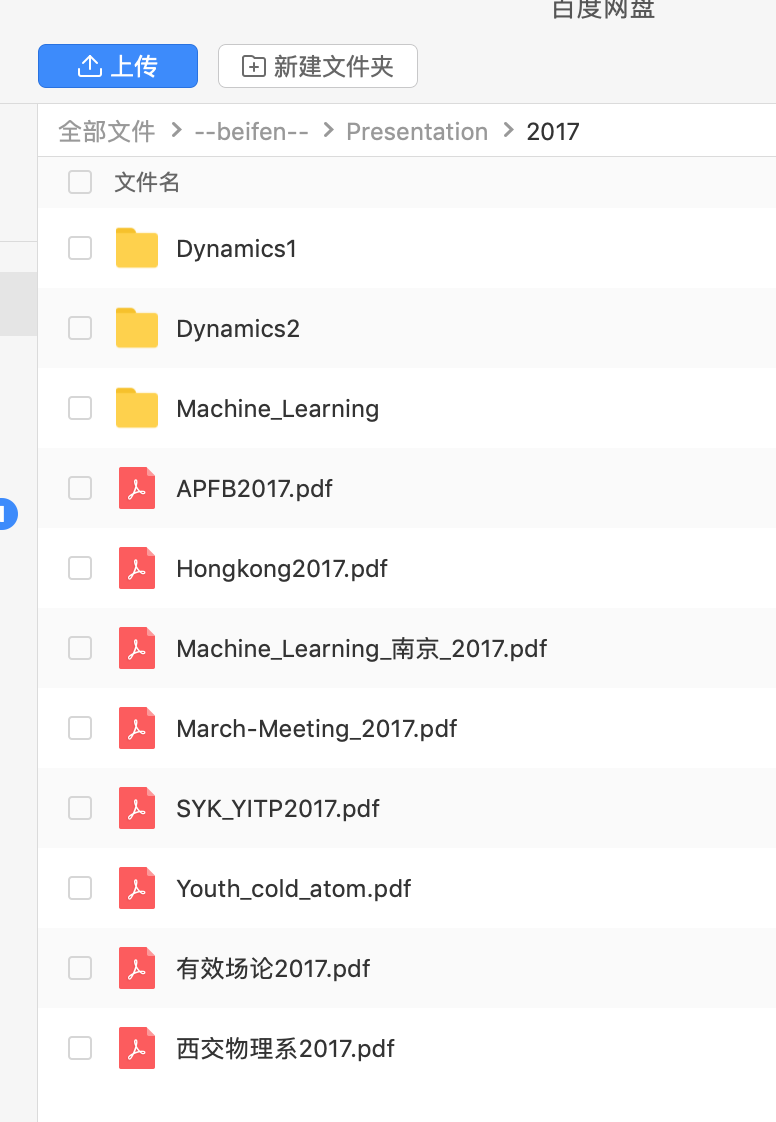 百度网盘
上传 新建文件夹
全部文件 > --beifen-- > Presentation > 2017
文件名
Dynamics1
Dynamics2
Machine_Learning
APFB2017.pdf
Hongkong2017.pdf
Machine_Learning_南京_2017.pdf
March-Meeting_2017.pdf
SYK_YITP2017.pdf
Youth_cold_atom.pdf
有效场论2017.pdf
西交物理系2017.pdf